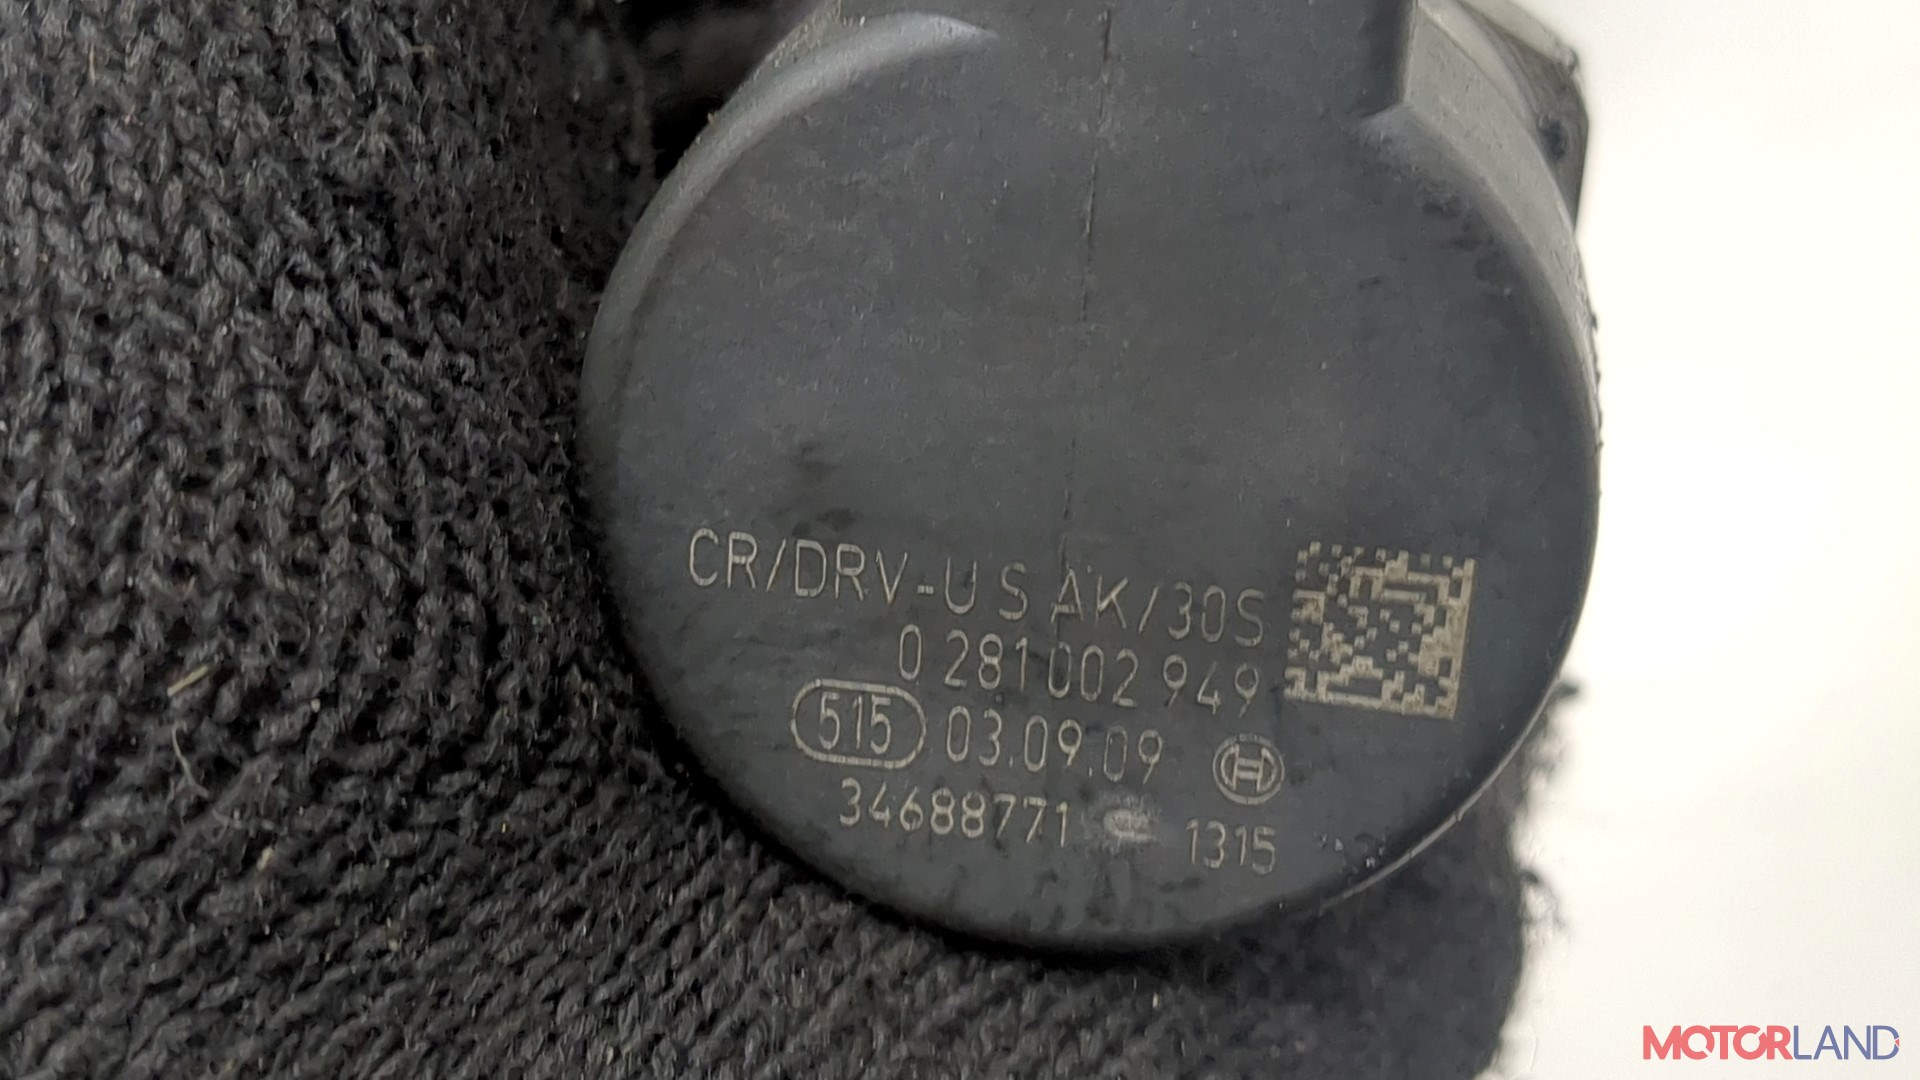 CR/DRV-U S AK/30S
0 281 002 949
515 03.09.09
34688771 1315
MOTORLAND